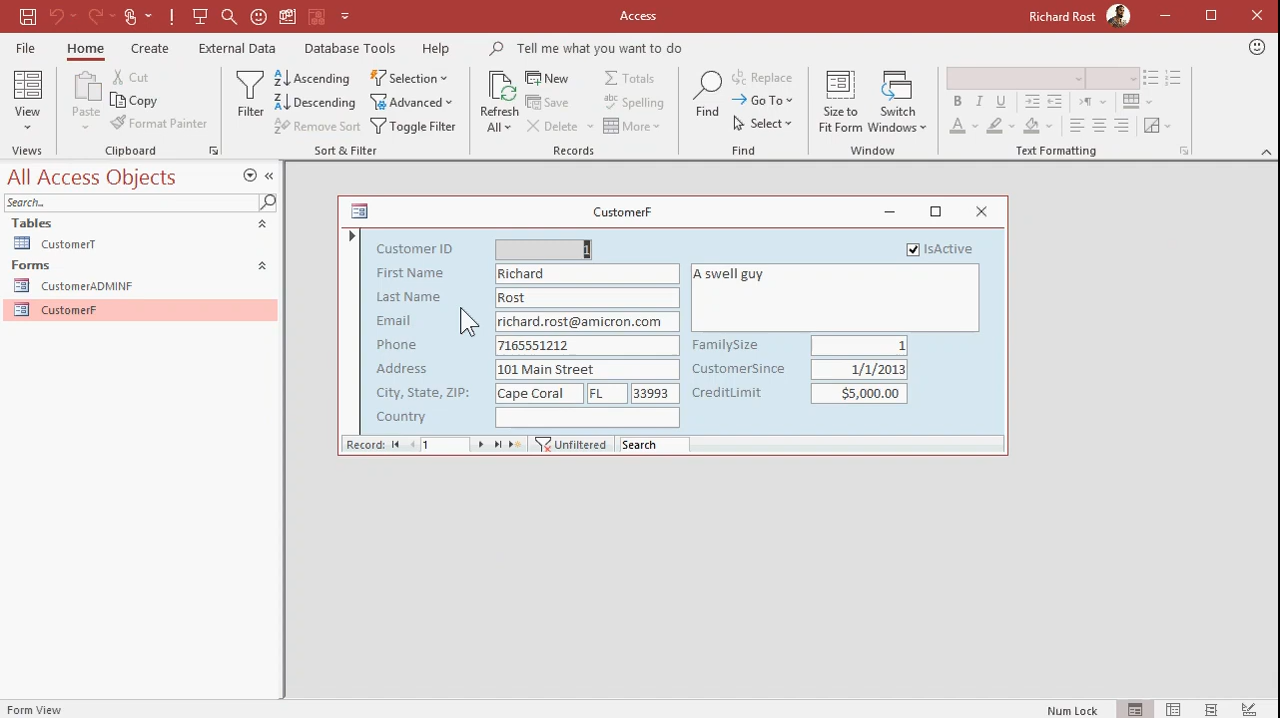 Access
Richard Rost
File Home Create External Data Database Tools Help Tell me what you want to do
View
Views
Paste
Cut
Copy
Format Painter
Clipboard
Filter
Ascending
Descending
Remove Sort
Selection
Advanced
Toggle Filter
Sort & Filter
Refresh
All
New
Save
Delete
Totals
Spelling
More
Records
Find
Replace
Go To
Select
Find
Size to
Fit Form
Switch
Windows
Window
B I U
A
Text Formatting
All Access Objects
Search...
Tables
CustomerT
Forms
CustomerADMINF
CustomerF
CustomerF
Customer ID 1
IsActive
First Name Richard
A swell guy
Last Name Rost
Email richard.rost@amicron.com
Phone 7165551212
FamilySize 1
Address 101 Main Street
CustomerSince 1/1/2013
City, State, ZIP: Cape Coral FL 33993
CreditLimit $5,000.00
Country
Record: 1 Unfiltered Search
Form View
Num Lock